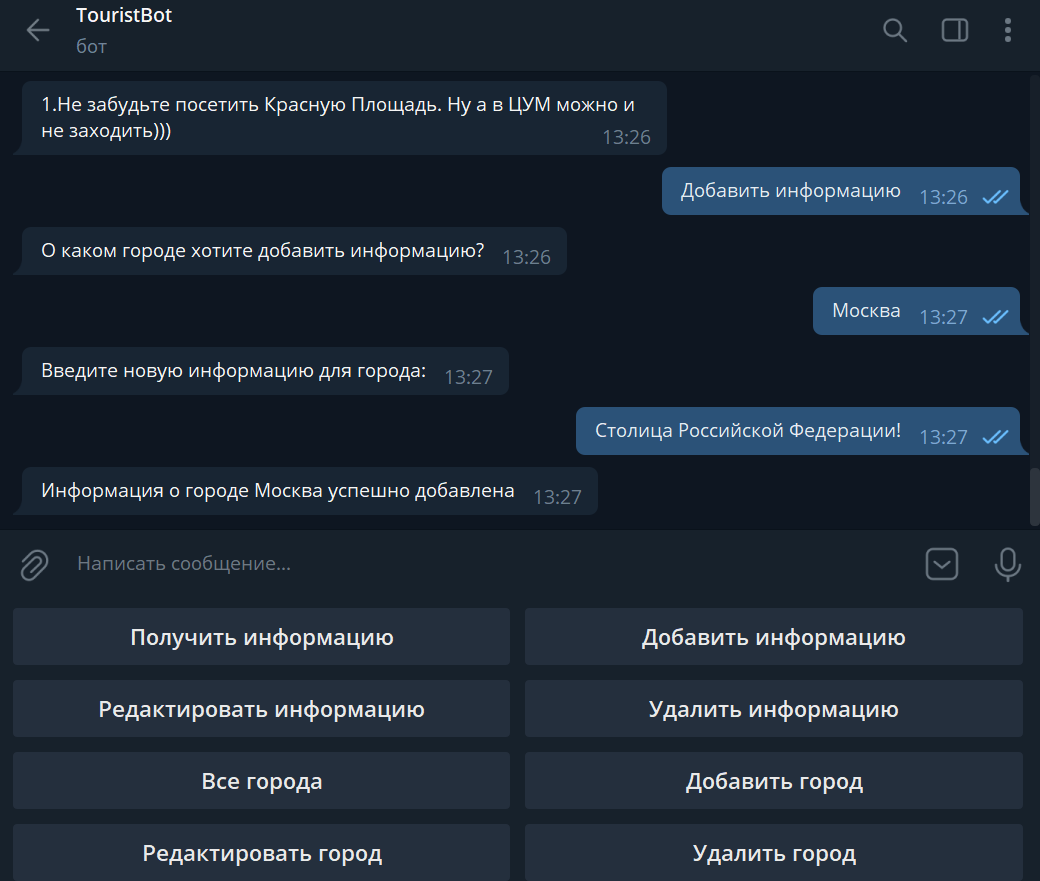 TouristBot
бот
1.Не забудьте посетить Красную Площадь. Ну а в ЦУМ можно и
не заходить)))
13:26
Добавить информацию 13:26
О каком городе хотите добавить информацию? 13:26
Москва 13:27
Введите новую информацию для города: 13:27
Столица Российской Федерации! 13:27
Информация о городе Москва успешно добавлена 13:27
Написать сообщение...
Получить информацию
Добавить информацию
Редактировать информацию
Удалить информацию
Все города
Добавить город
Редактировать город
Удалить город